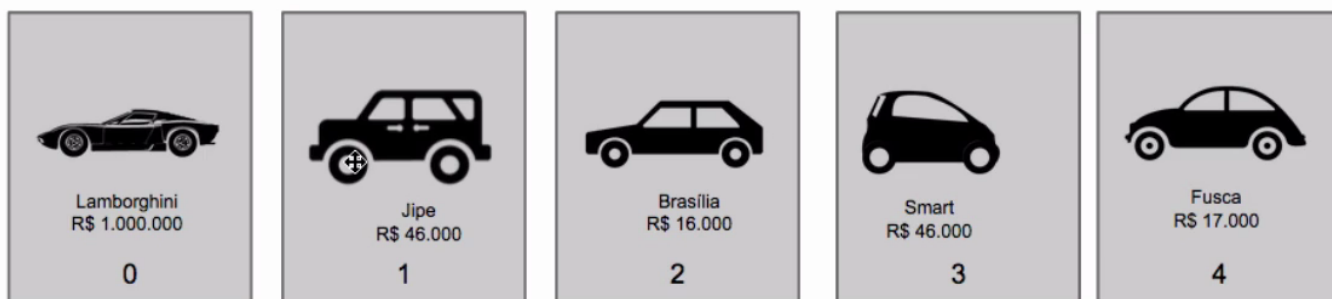 Lamborghini
R$ 1.000.000
0
Jipe
R$ 46.000
1
Brasília
R$ 16.000
2
Smart
R$ 46.000
3
Fusca
R$ 17.000
4